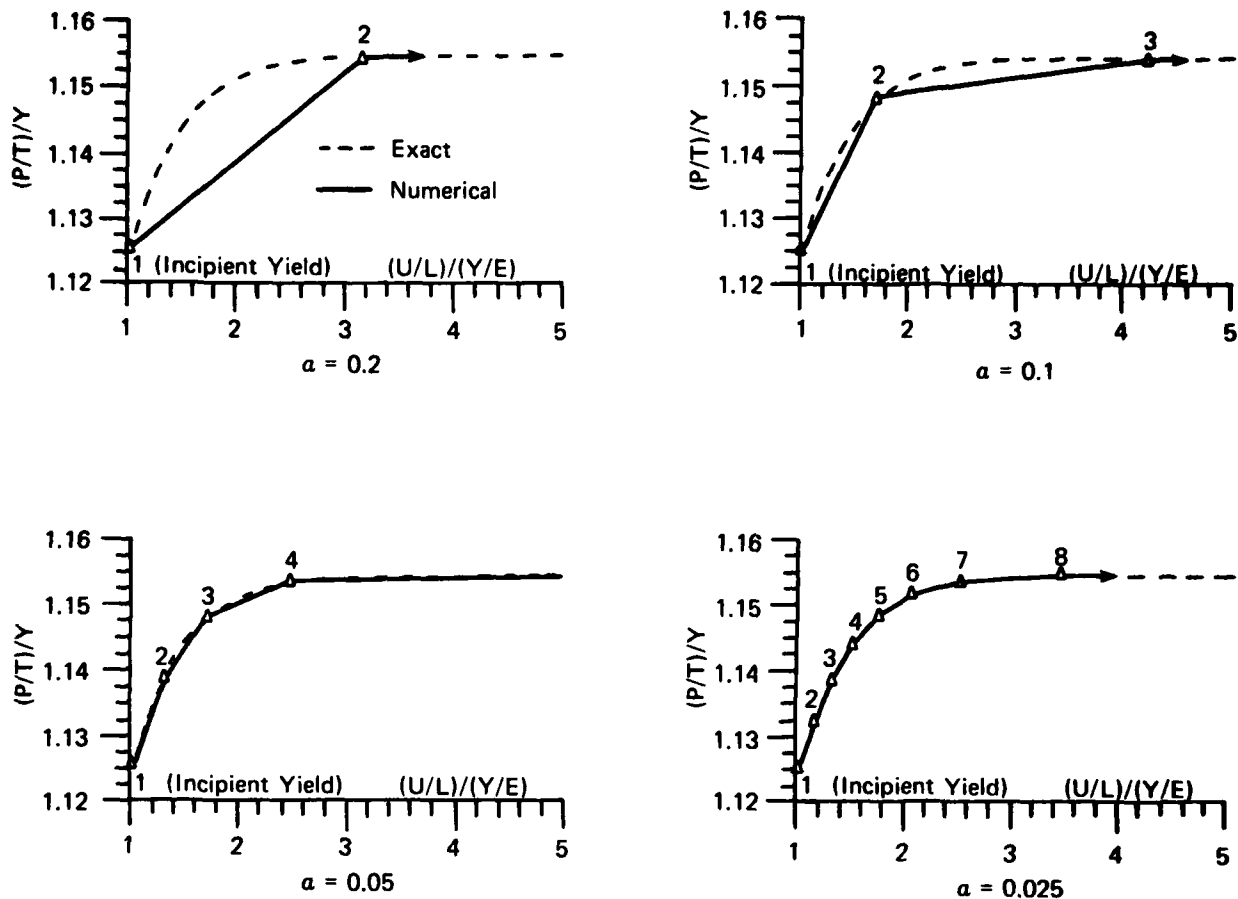 1.16
1.15
1.14
1.13
1.12
(P/T)/Y
2
--- Exact
— Numerical
1 (Incipient Yield) (U/L)/(Y/E)
1 2 3 4 5
a = 0.2
1.16
1.15
1.14
1.13
1.12
(P/T)/Y
2
3
1 (Incipient Yield) (U/L)/(Y/E)
1 2 3 4 5
a = 0.1
1.16
1.15
1.14
1.13
1.12
(P/T)/Y
2
3
4
1 (Incipient Yield) (U/L)/(Y/E)
1 2 3 4 5
a = 0.05
1.16
1.15
1.14
1.13
1.12
(P/T)/Y
2
3
4
5
6
7
8
1 (Incipient Yield) (U/L)/(Y/E)
1 2 3 4 5
a = 0.025